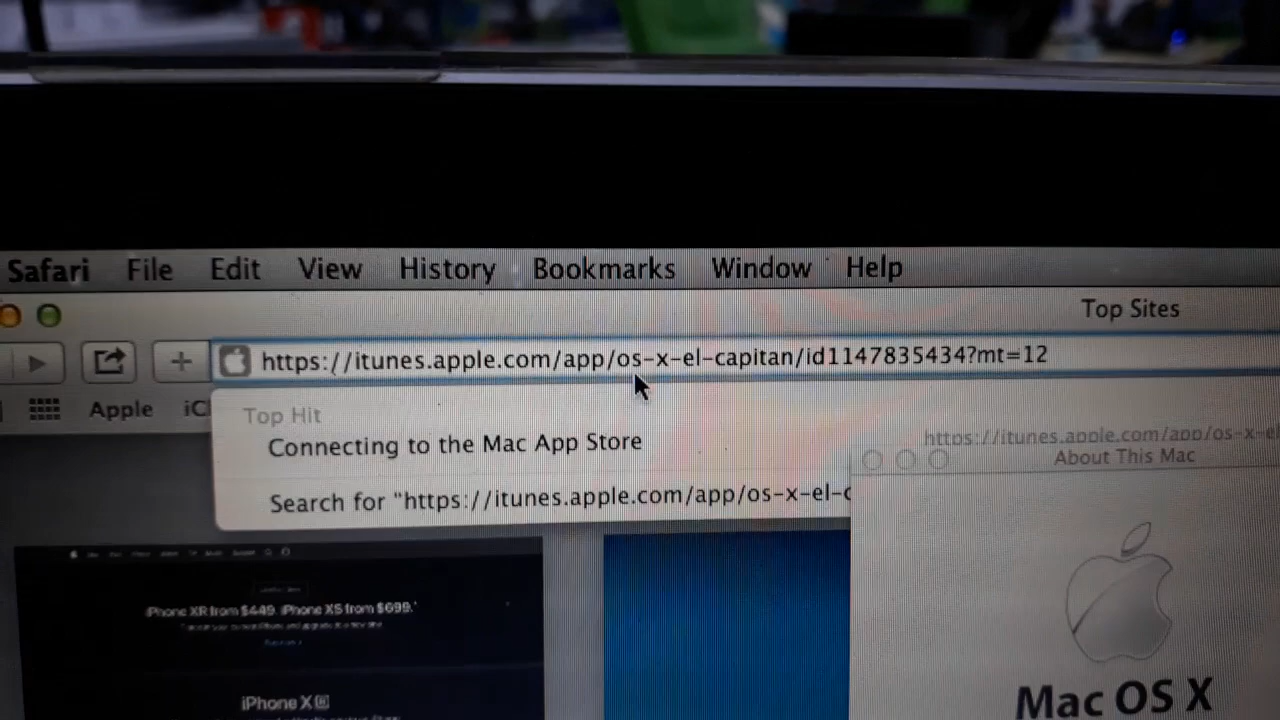 Safari File Edit View History Bookmarks Window Help
Top Sites
https://itunes.apple.com/app/os-x-el-capitan/id1147835434?mt=12
Apple iCl
Top Hit
Connecting to the Mac App Store
https://itunes.apple.com/app/os-x-el
About This Mac
Search for "https://itunes.apple.com/app/os-x-el-c
iPhone XR from $449. iPhone XS from $699.*
iPhone XR
Mac OS X